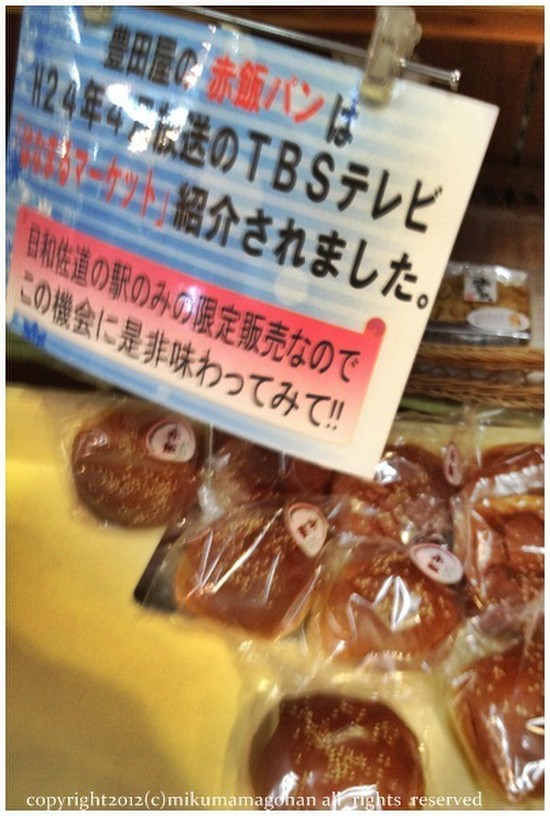 豊田屋の赤飯パンは
H24年4月放送のTBSテレビ
「はなまるマーケット」紹介されました。
日和佐道の駅のみの限定販売なので
この機会に是非味わってみて!!
copyright2012(c)mikumamagohan all rights reserved